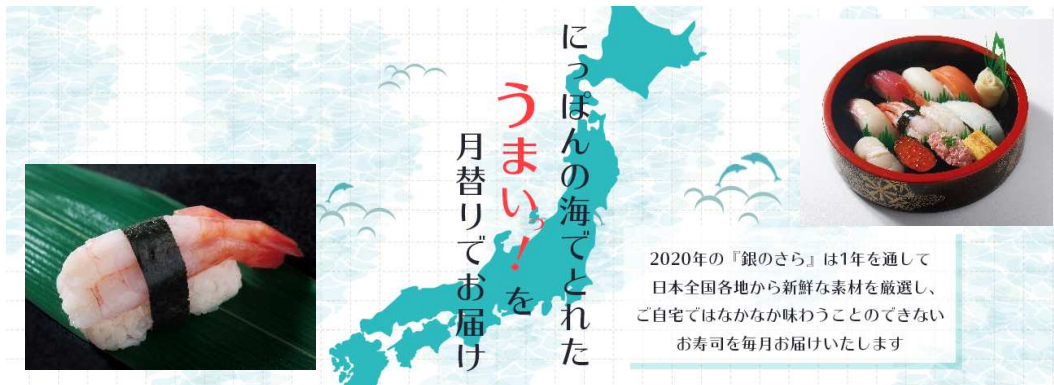 にっぽんの海でとれた
うまいっ！を
月替りでお届け
2020年の『銀のさら』は1年を通して
日本全国各地から新鮮な素材を厳選し、
ご自宅ではなかなか味わうことのできない
お寿司を毎月お届けいたします